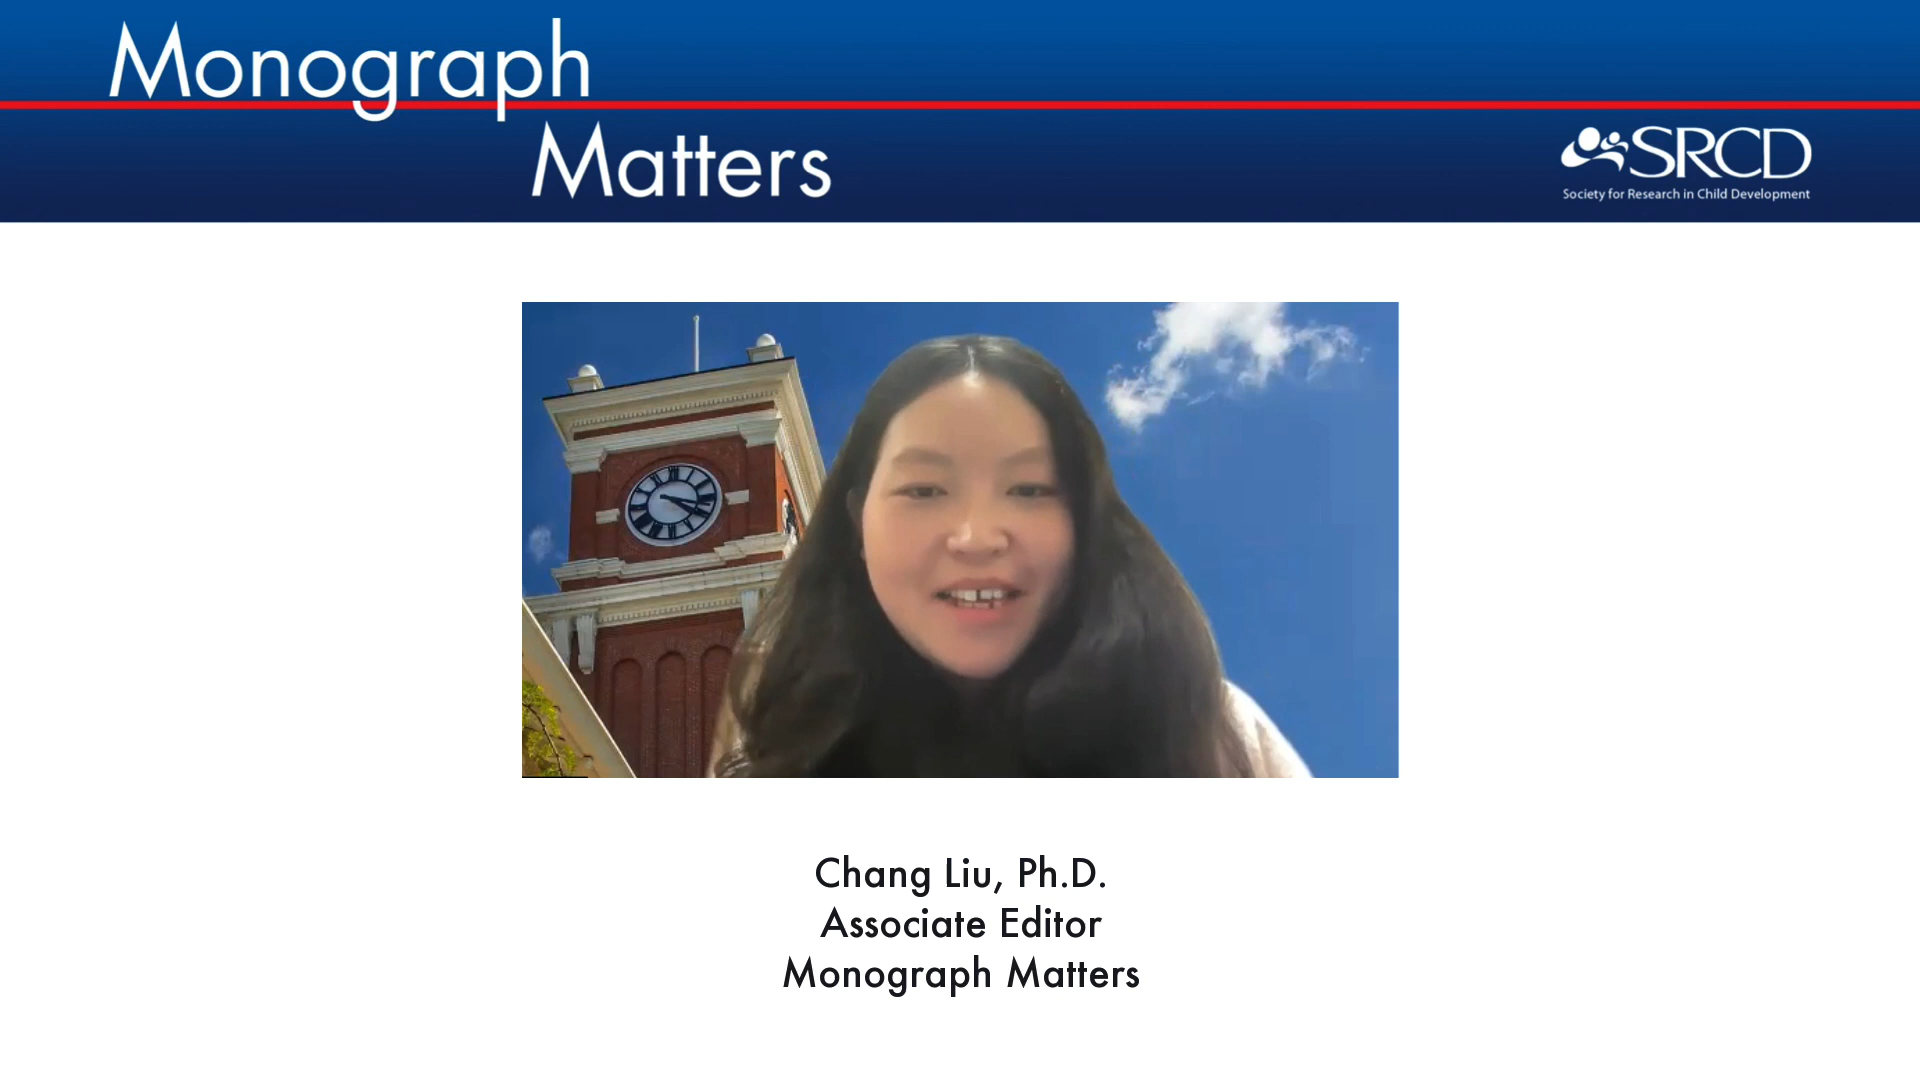 Monograph
Matters
SRCD
Society for Research in Child Development
Chang Liu, Ph.D.
Associate Editor
Monograph Matters